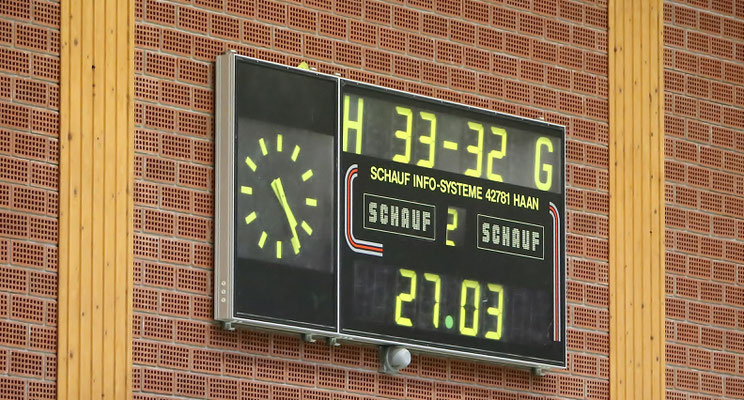 H 33-32 G
SCHAUF INFO-SYSTEME 42781 HAAN
SCHAUF 2 SCHAUF
27.03